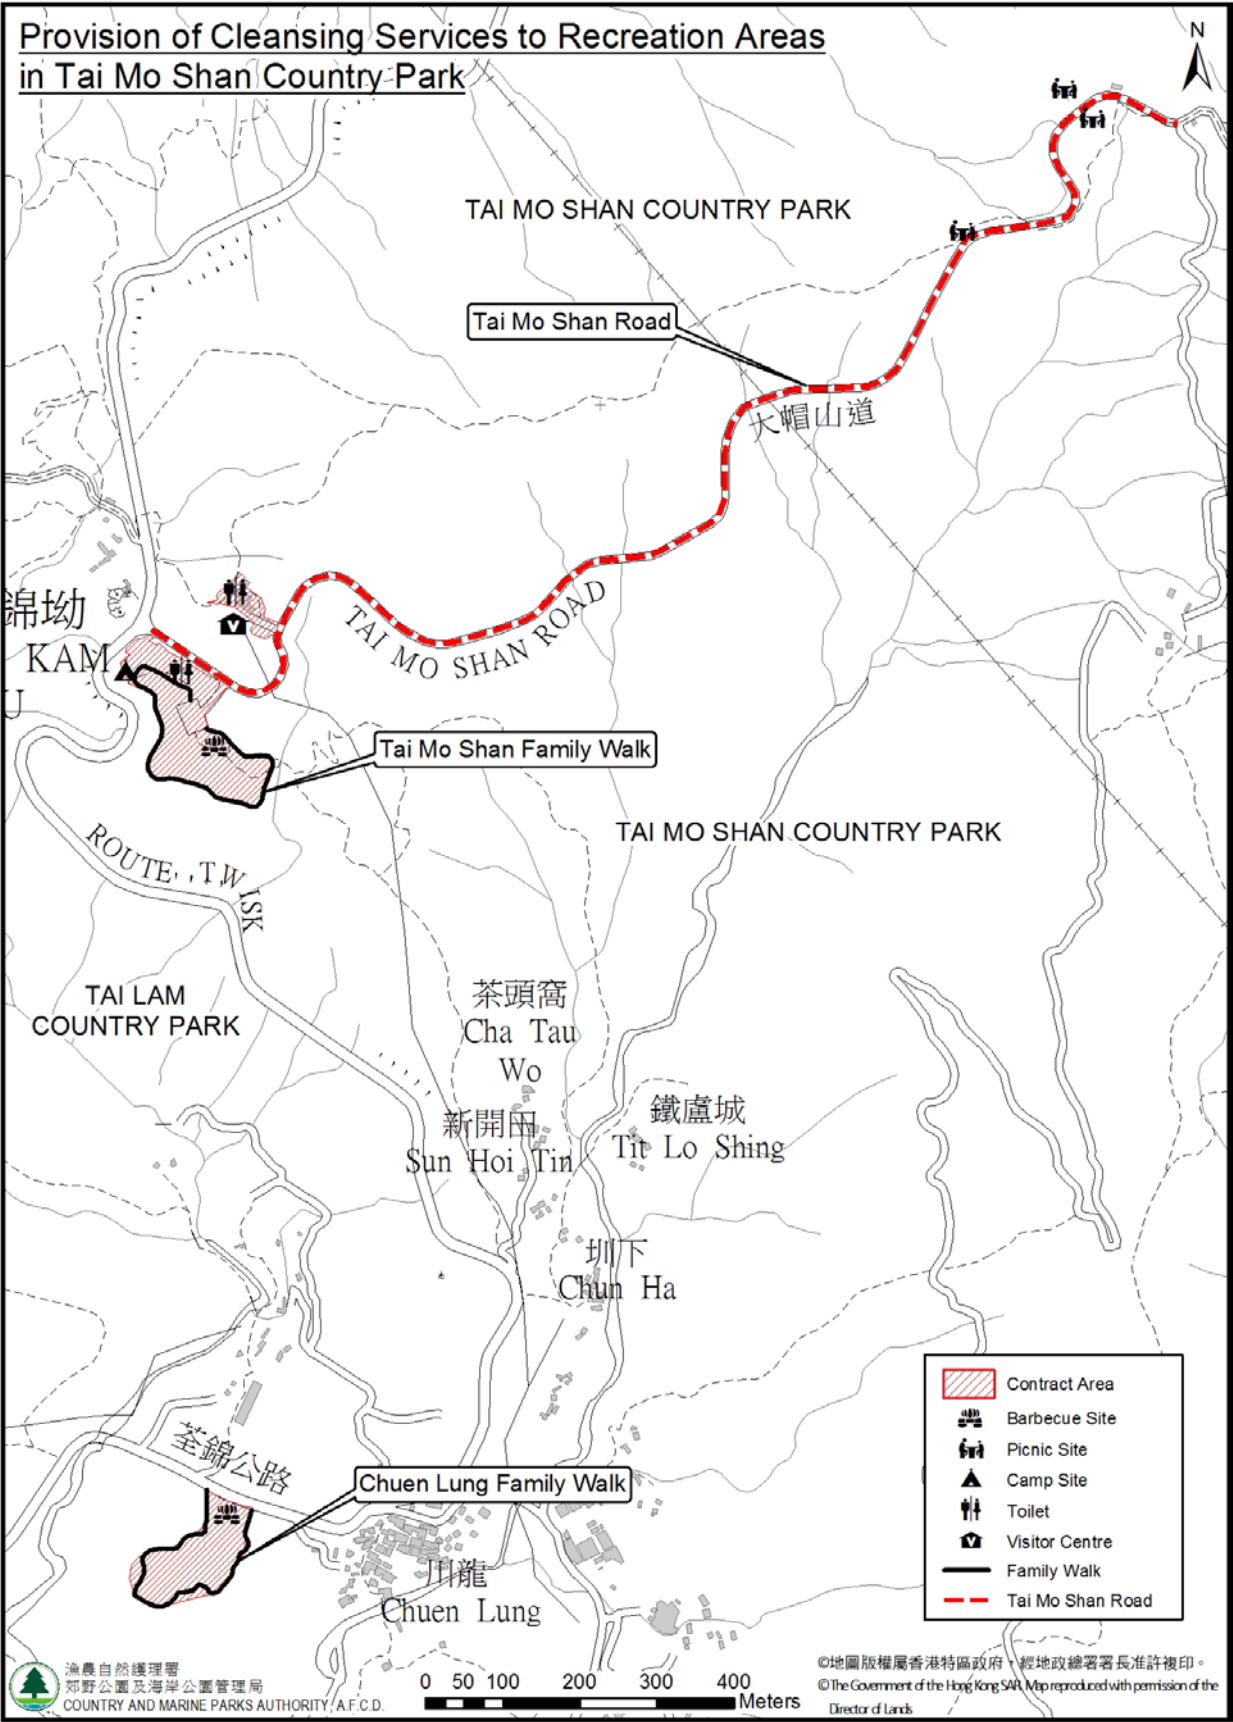 Provision of Cleansing Services to Recreation Areas
in Tai Mo Shan Country Park
N
TAI MO SHAN COUNTRY PARK
Tai Mo Shan Road
大帽山道
錦坳
KAM
U
TAI MO SHAN ROAD
Tai Mo Shan Family Walk
TAI MO SHAN COUNTRY PARK
ROUTE TWISK
TAI LAM
COUNTRY PARK
茶頭窩
Cha Tau
Wo
新開田
Sun Hoi Tin
鐵盧城
Tit Lo Shing
圳下
Chun Ha
荃錦公路
Chuen Lung Family Walk
川龍
Chuen Lung
Contract Area
Barbecue Site
Picnic Site
Camp Site
Toilet
Visitor Centre
Family Walk
Tai Mo Shan Road
漁農自然護理署
郊野公園及海岸公園管理局
COUNTRY AND MARINE PARKS AUTHORITY, A.F.C.D.
0 50 100 200 300 400
Meters
©地圖版權屬香港特區政府，經地政總署署長准許複印。
©The Government of the Hong Kong SAR. Map reproduced with permission of the
Director of Lands